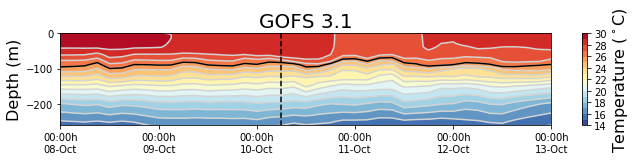 GOFS 3.1
Depth (m)
0
−100
−200
00:00h 00:00h 00:00h 00:00h 00:00h 00:00h
08-Oct 09-Oct 10-Oct 11-Oct 12-Oct 13-Oct
30
28
26
24
22
20
18
16
14
Temperature (°C)